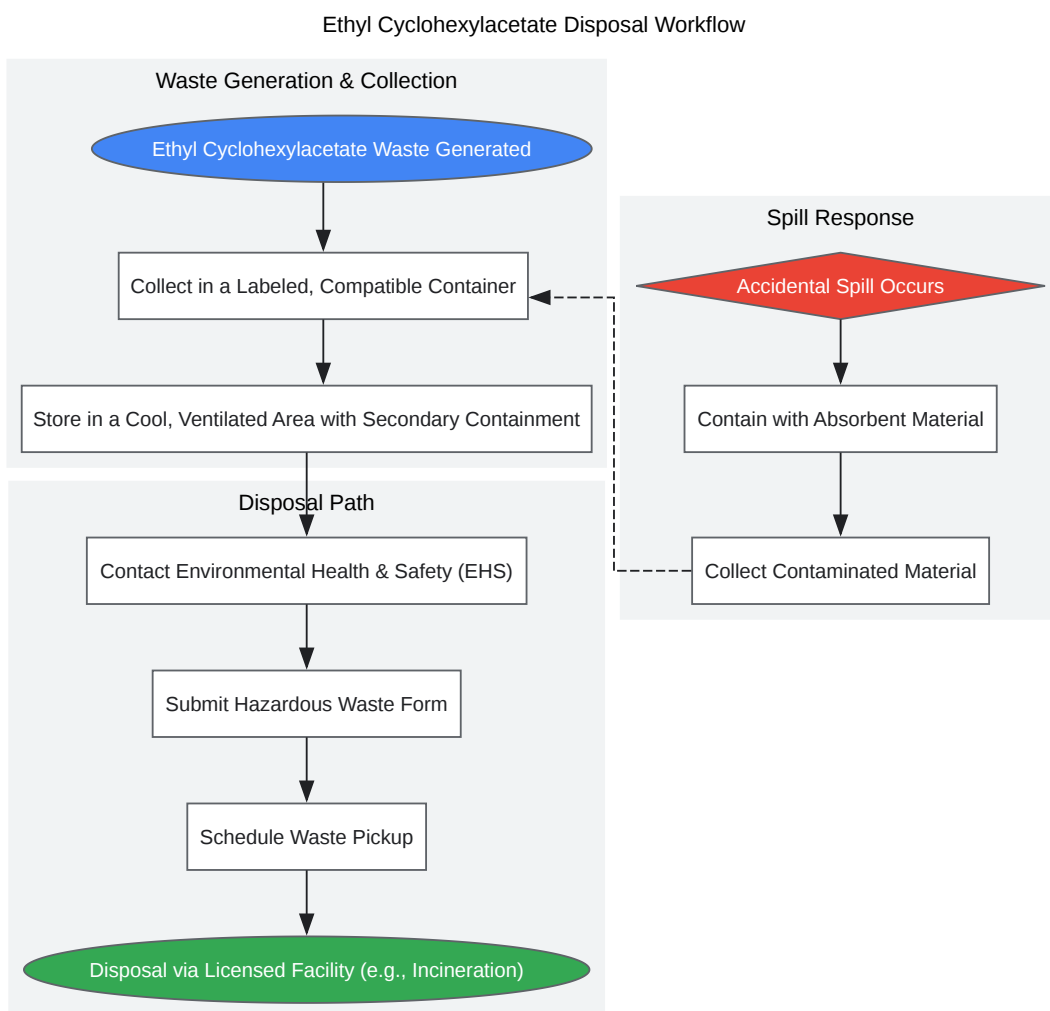 Ethyl Cyclohexylacetate Disposal Workflow
Waste Generation & Collection
Ethyl Cyclohexylacetate Waste Generated
Collect in a Labeled, Compatible Container
Store in a Cool, Ventilated Area with Secondary Containment
Spill Response
Accidental Spill Occurs
Contain with Absorbent Material
Collect Contaminated Material
Disposal Path
Contact Environmental Health & Safety (EHS)
Submit Hazardous Waste Form
Schedule Waste Pickup
Disposal via Licensed Facility (e.g., Incineration)